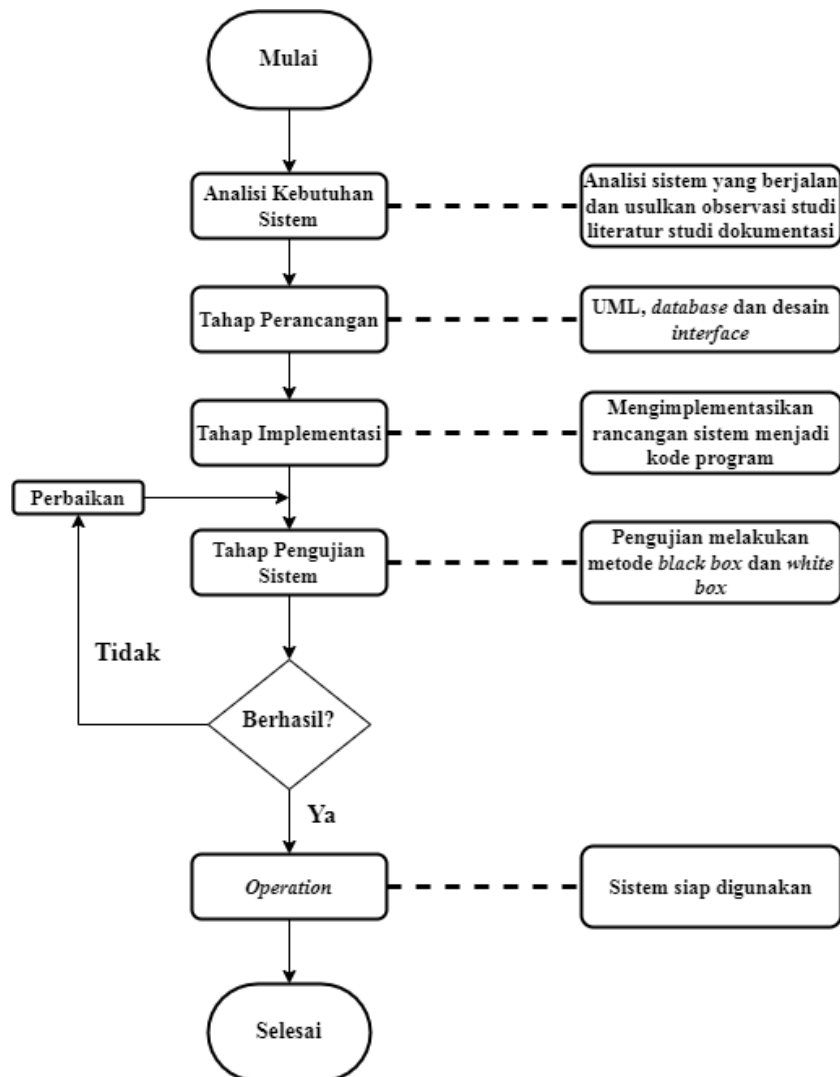 Mulai
Analisi Kebutuhan
Sistem
Analisi sistem yang berjalan
dan usulkan observasi studi
literatur studi dokumentasi
Tahap Perancangan
UML, database dan desain
interface
Tahap Implementasi
Mengimplementasikan
rancangan sistem menjadi
kode program
Perbaikan
Tahap Pengujian
Sistem
Pengujian melakukan
metode black box dan white
box
Tidak
Berhasil?
Ya
Operation
Sistem siap digunakan
Selesai